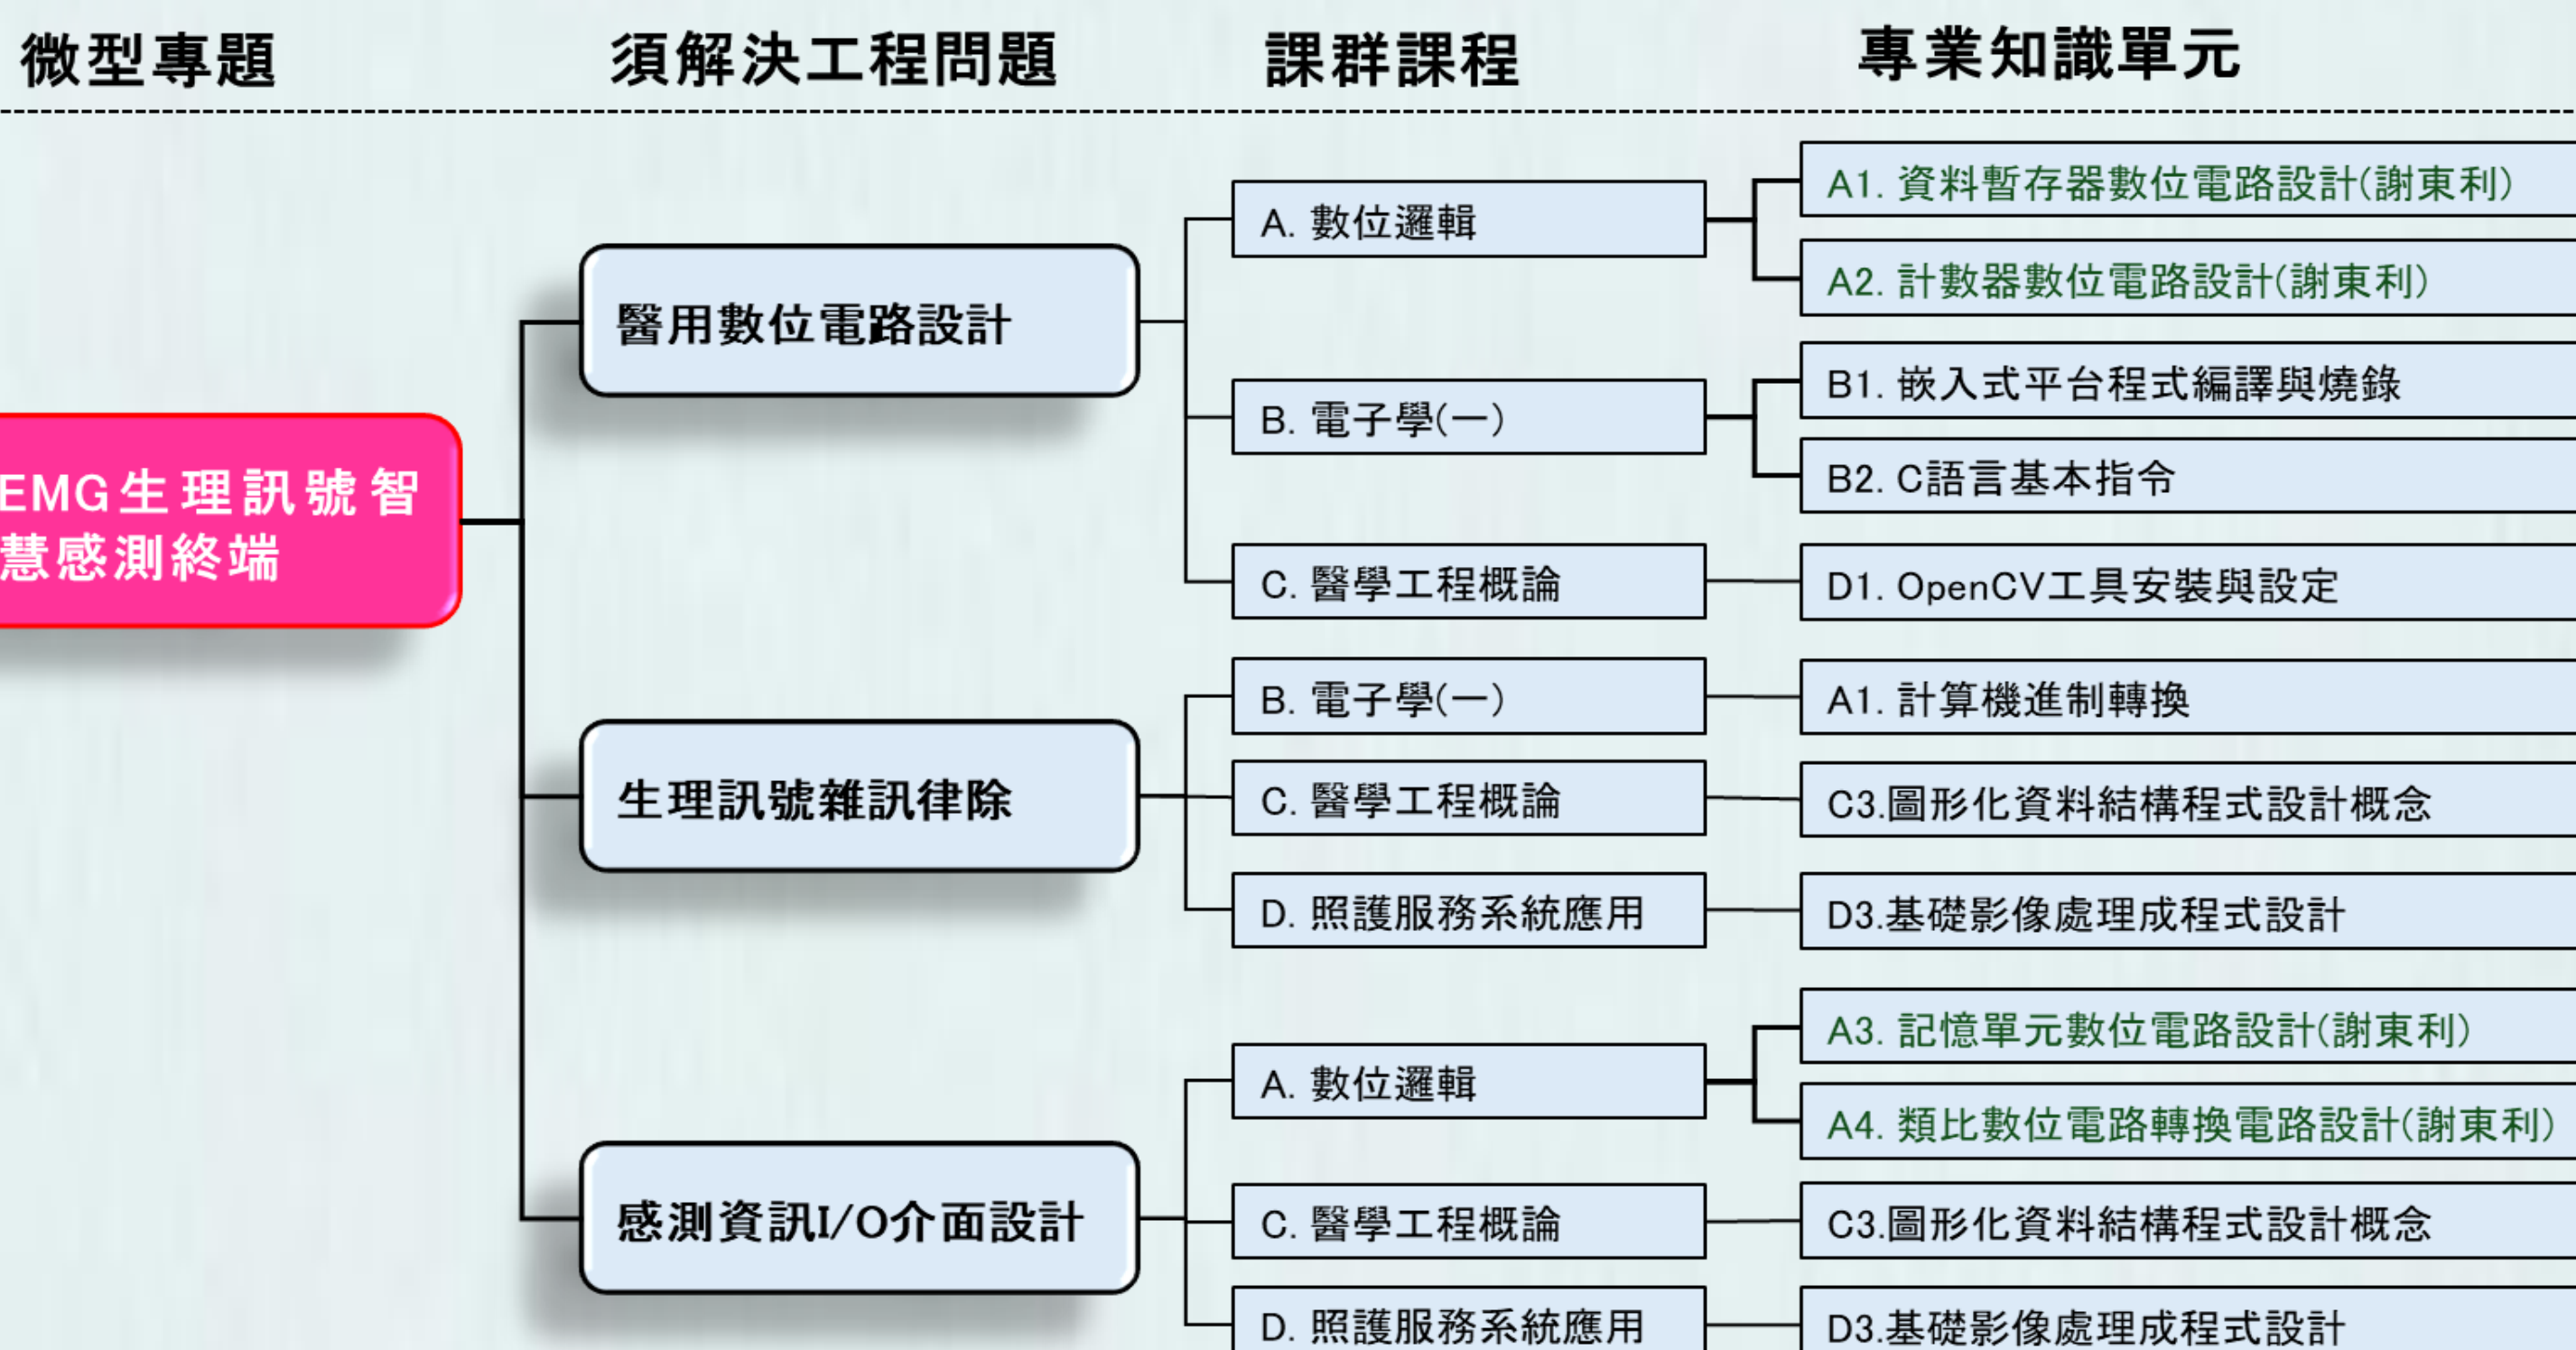 微型專題
須解決工程問題
課群課程
專業知識單元
EMG生理訊號智
慧感測終端
醫用數位電路設計
A. 數位邏輯
A1. 資料暫存器數位電路設計(謝東利)
A2. 計數器數位電路設計(謝東利)
B. 電子學(一)
B1. 嵌入式平台程式編譯與燒錄
B2. C語言基本指令
C. 醫學工程概論
D1. OpenCV工具安裝與設定
生理訊號雜訊律除
B. 電子學(一)
A1. 計算機進制轉換
C. 醫學工程概論
C3.圖形化資料結構程式設計概念
D. 照護服務系統應用
D3.基礎影像處理成程式設計
感測資訊I/O介面設計
A. 數位邏輯
A3. 記憶單元數位電路設計(謝東利)
A4. 類比數位電路轉換電路設計(謝東利)
C. 醫學工程概論
C3.圖形化資料結構程式設計概念
D. 照護服務系統應用
D3.基礎影像處理成程式設計